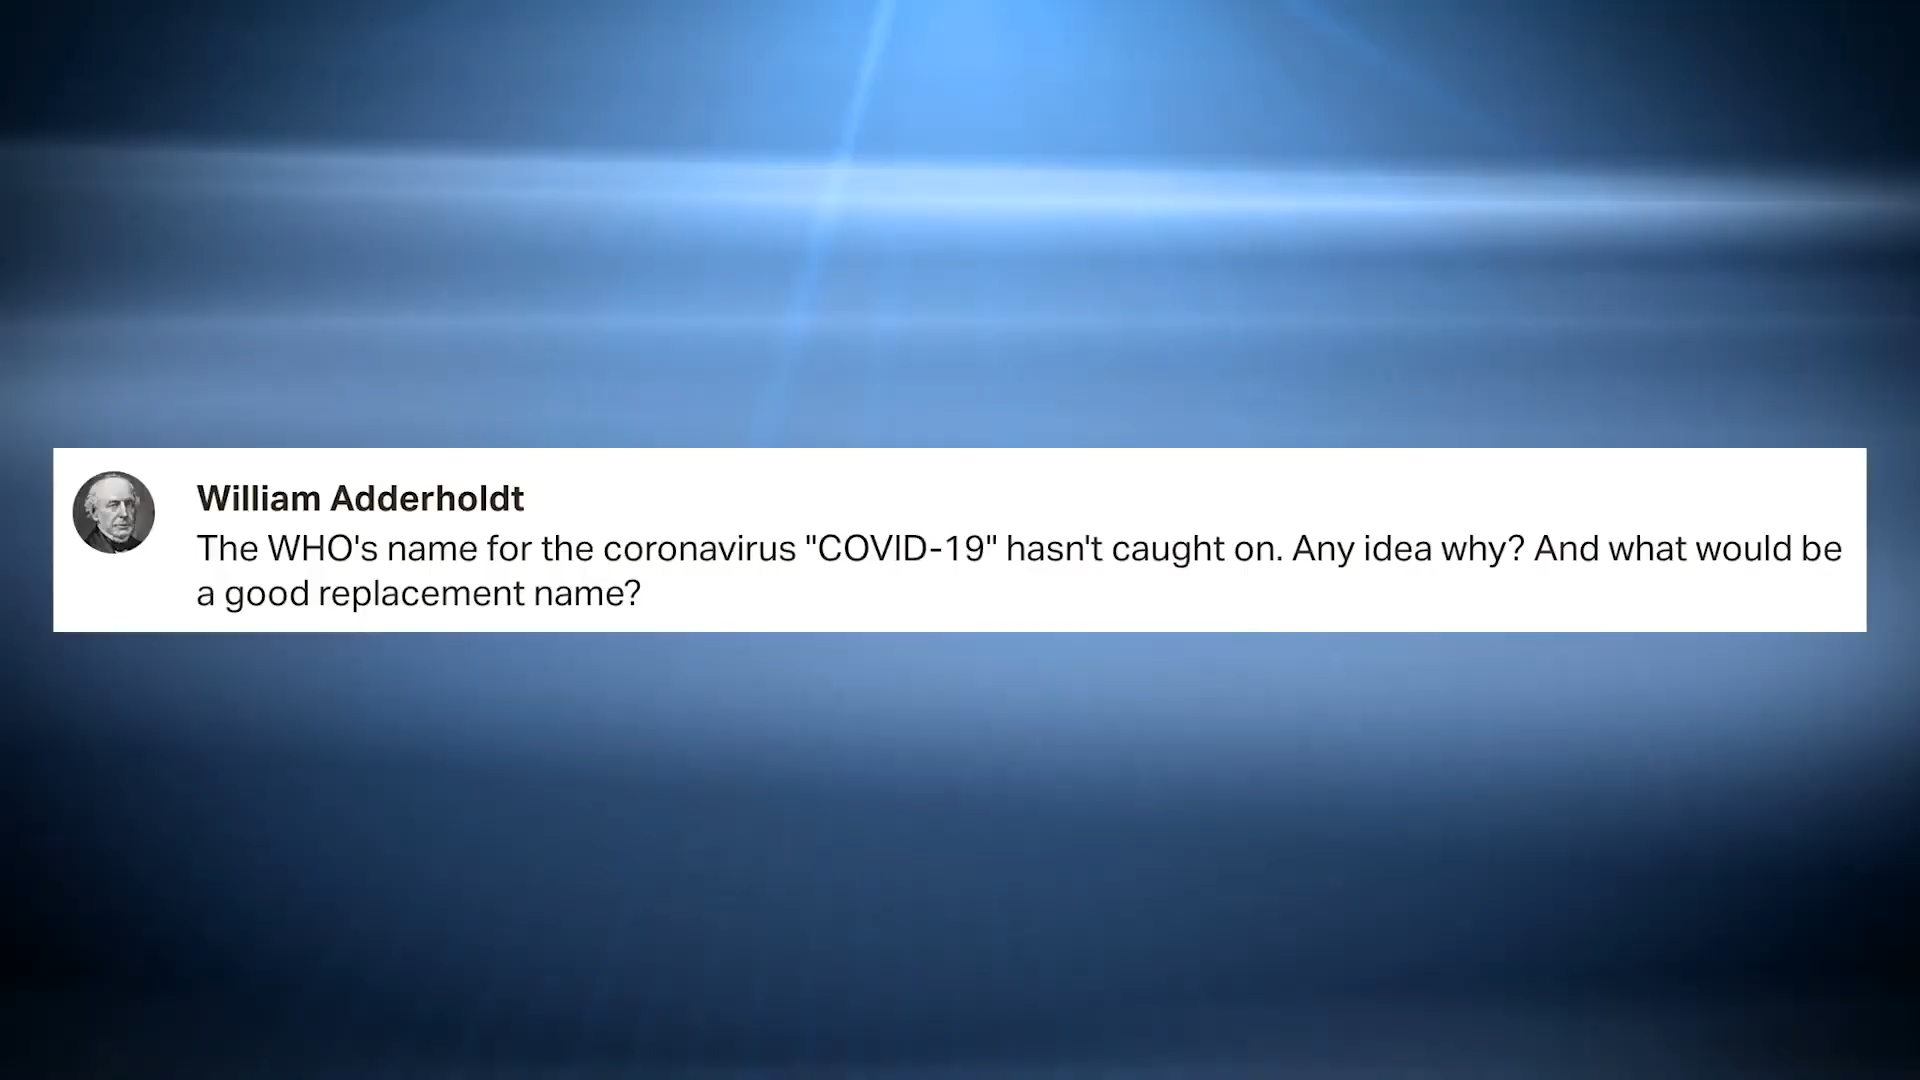 William Adderholdt
The WHO's name for the coronavirus "COVID-19" hasn't caught on. Any idea why? And what would be
a good replacement name?